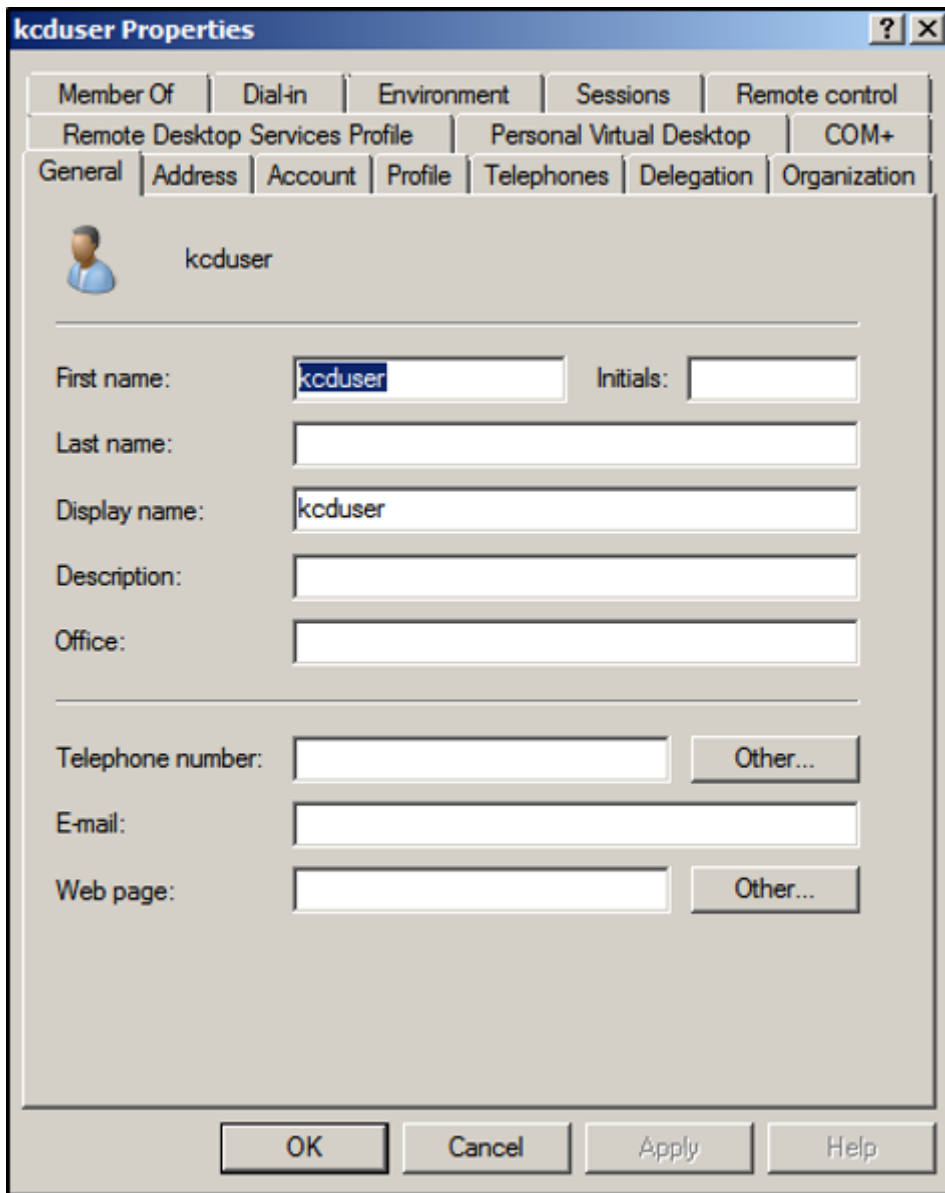 kcduser Properties
Member Of Dial-in Environment Sessions Remote control
Remote Desktop Services Profile Personal Virtual Desktop COM+
General Address Account Profile Telephones Delegation Organization
kcduser
First name: kcduser Initials:
Last name:
Display name: kcduser
Description:
Office:
Telephone number: Other...
E-mail:
Web page: Other...
OK Cancel Apply Help